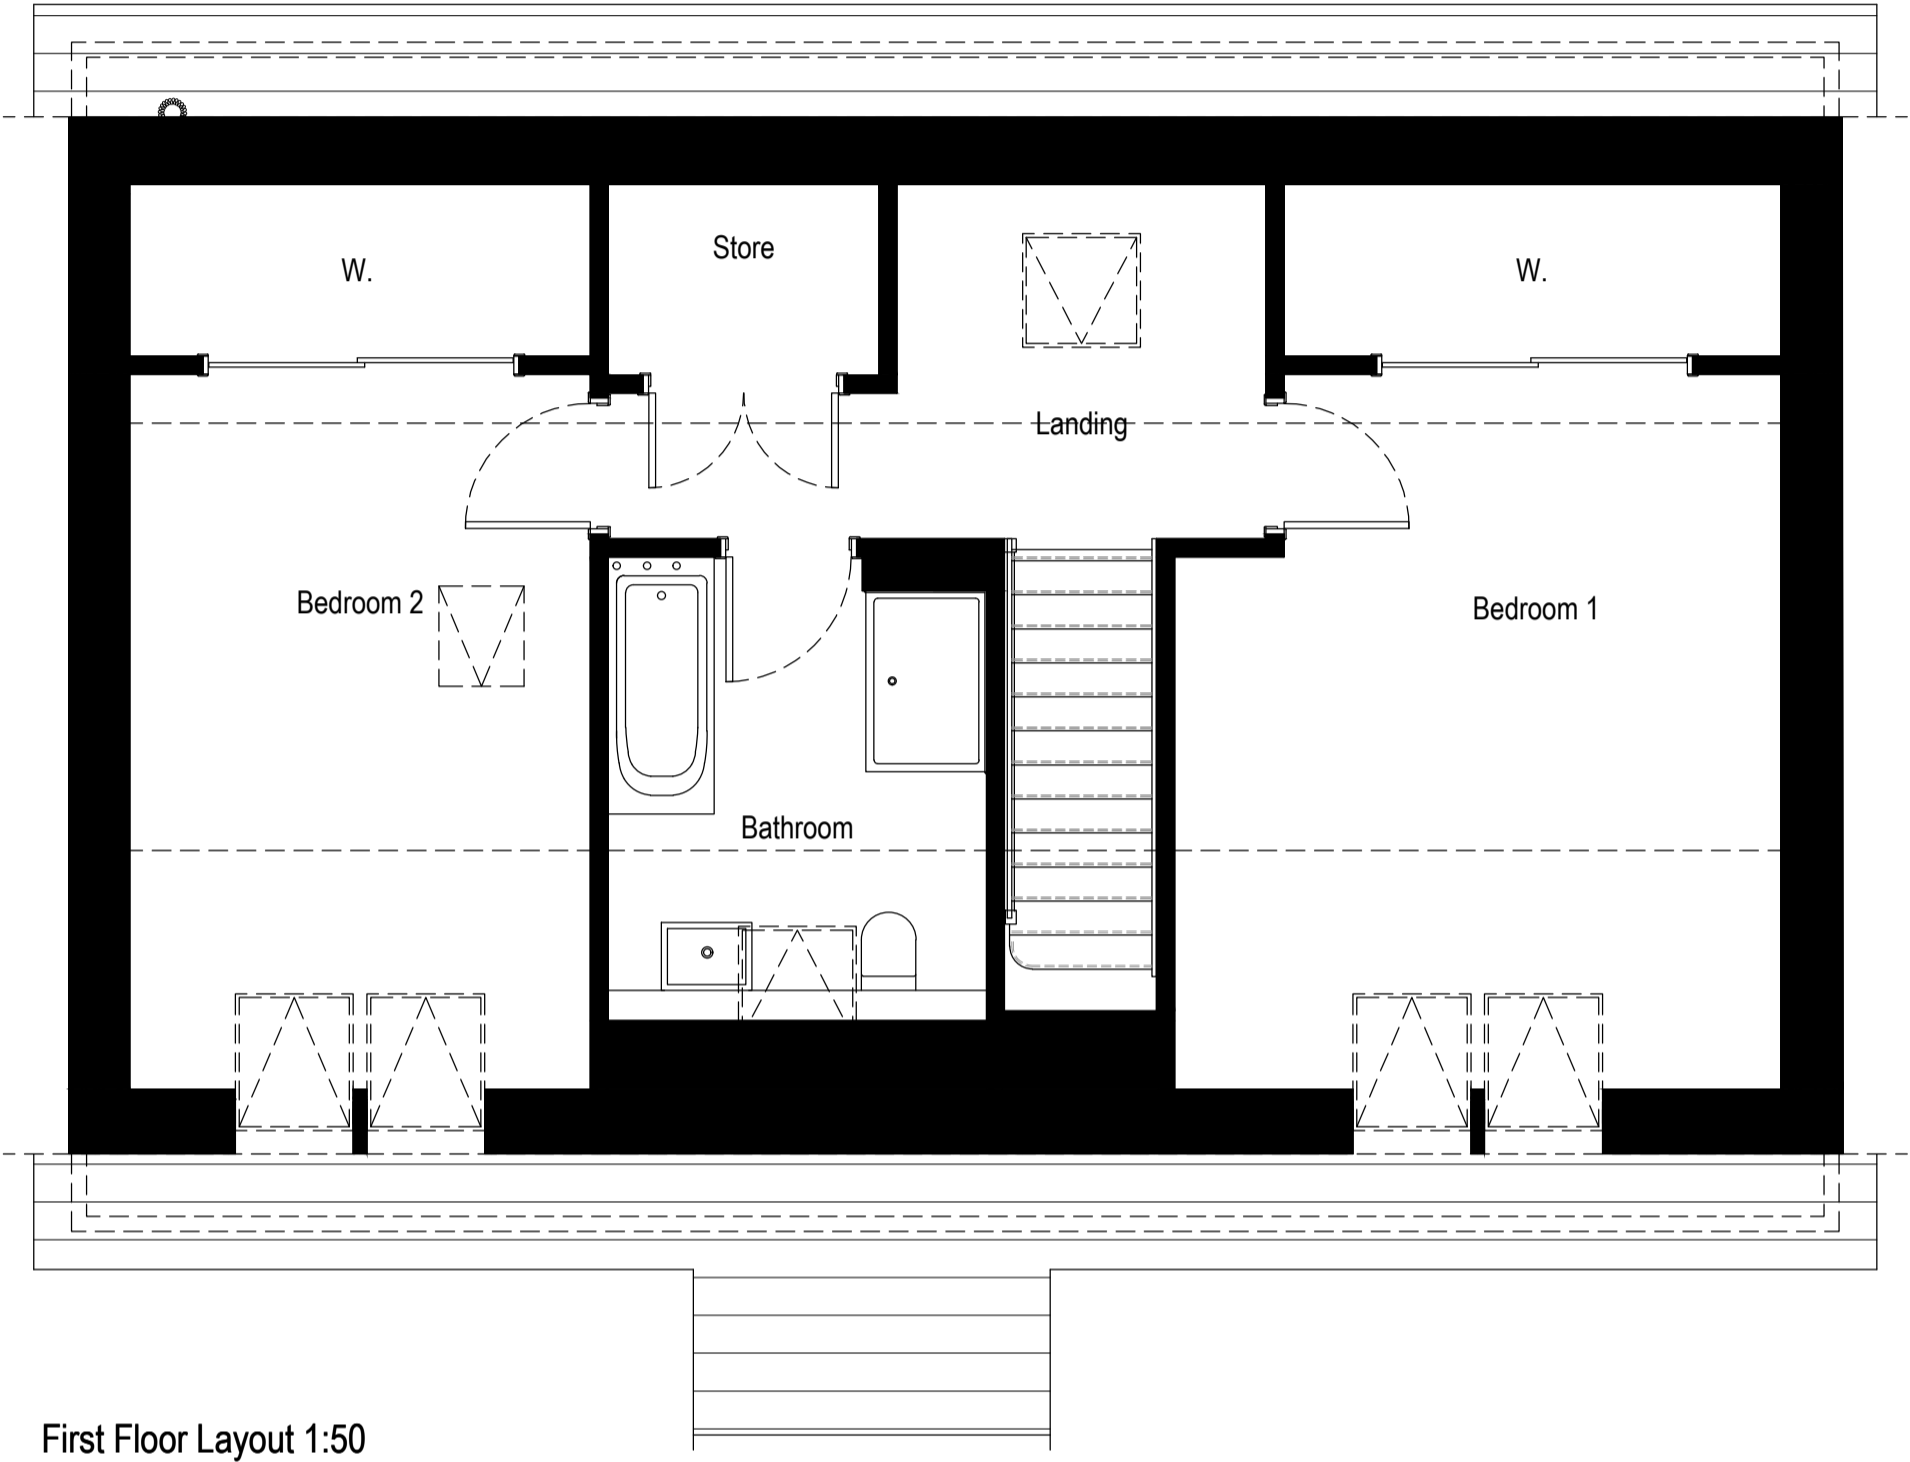 Store
W.
W.
Landing
Bedroom 2
Bedroom 1
Bathroom
First Floor Layout 1:50